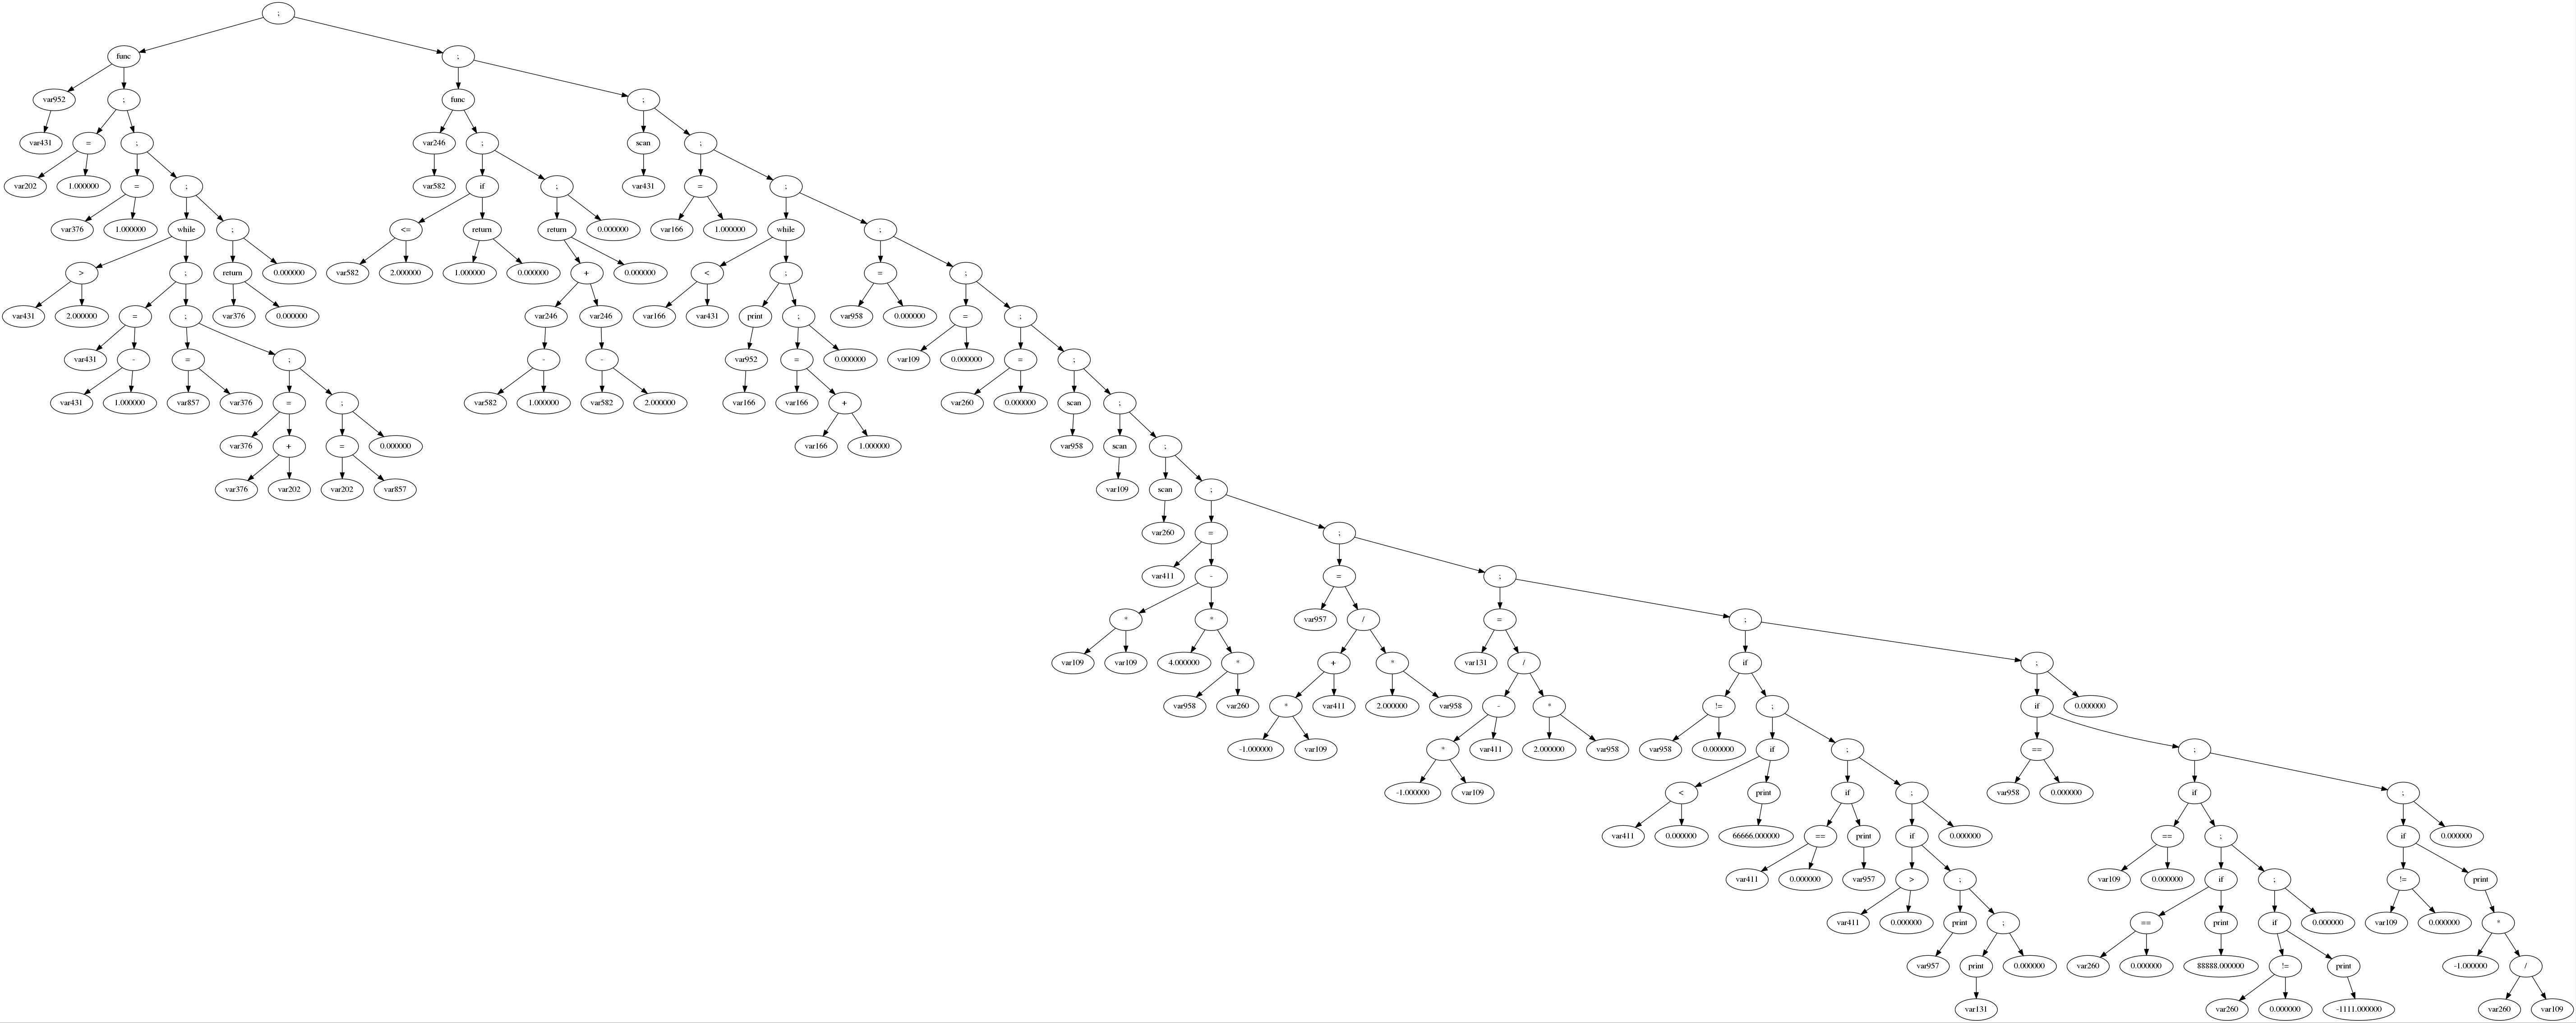 ;
func ;
var952 ; func ;
var431 = ; var246 ; scan ;
var202 1.000000 = ; var582 if ; var431 = ;
var376 1.000000 while ; <= return return 0.000000 var166 1.000000 while ;
> ; return 0.000000 var582 2.000000 1.000000 0.000000 + 0.000000 < ; = ;
var431 2.000000 = ; var376 0.000000 var246 var246 var166 var431 print ; var958 0.000000 = ;
var431 - = ; - - var952 = 0.000000 var109 0.000000 = ;
var431 1.000000 var857 var376 = ; var582 1.000000 var582 2.000000 var166 var166 + var260 0.000000 scan ;
var376 + = 0.000000 var166 1.000000 var958 scan ;
var376 var202 var202 var857 var109 scan ;
var260 = ;
var411 - = ;
* * var957 / = ;
var109 var109 4.000000 * + * var131 / if ;
var958 var260 * var411 2.000000 var958 - * != ; if 0.000000
-1.000000 var109 * var411 2.000000 var958 var958 0.000000 if ; == ;
-1.000000 var109 < print if ; var958 0.000000 if ;
var411 0.000000 66666.000000 == print if 0.000000 == ; if 0.000000
var411 0.000000 var957 > ; var109 0.000000 if ; != print
var411 0.000000 print ; == print if 0.000000 var109 0.000000 *
var957 print 0.000000 var260 0.000000 88888.000000 != print -1.000000 /
var131 var260 0.000000 -1111.000000 var260 var109